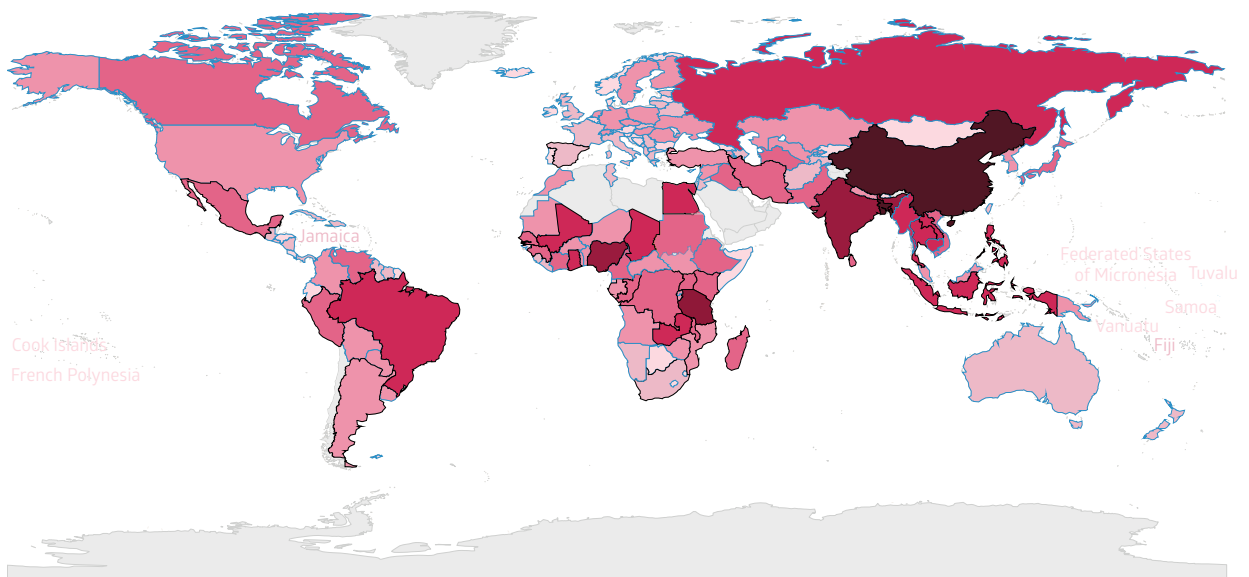 Jamaica
Federated States
of Micronesia
Tuvalu
Samoa
Vanuatu
Fiji
Cook Islands
French Polynesia